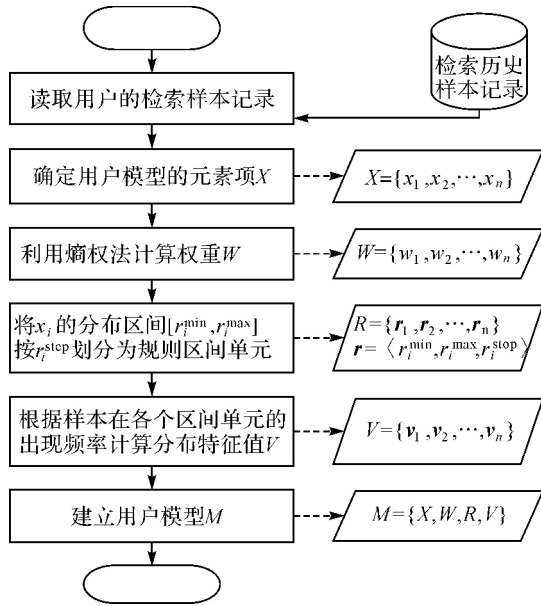 检索历史
样本记录
读取用户的检索样本记录
确定用户模型的元素项X
X={x₁,x₂,⋯,xₙ}
利用熵权法计算权重W
W={w₁,w₂,⋯,wₙ}
将xᵢ的分布区间[rᵢᵐⁱⁿ,rᵢᵐᵃˣ]
按rᵢˢᵗᵉᵖ划分为规则区间单元
R={r₁,r₂,⋯,rₙ}
r=⟨rᵢᵐⁱⁿ,rᵢᵐᵃˣ,rᵢˢᵗᵒᵖ⟩
根据样本在各个区间单元的
出现频率计算分布特征值V
V={v₁,v₂,⋯,vₙ}
建立用户模型M
M={X,W,R,V}